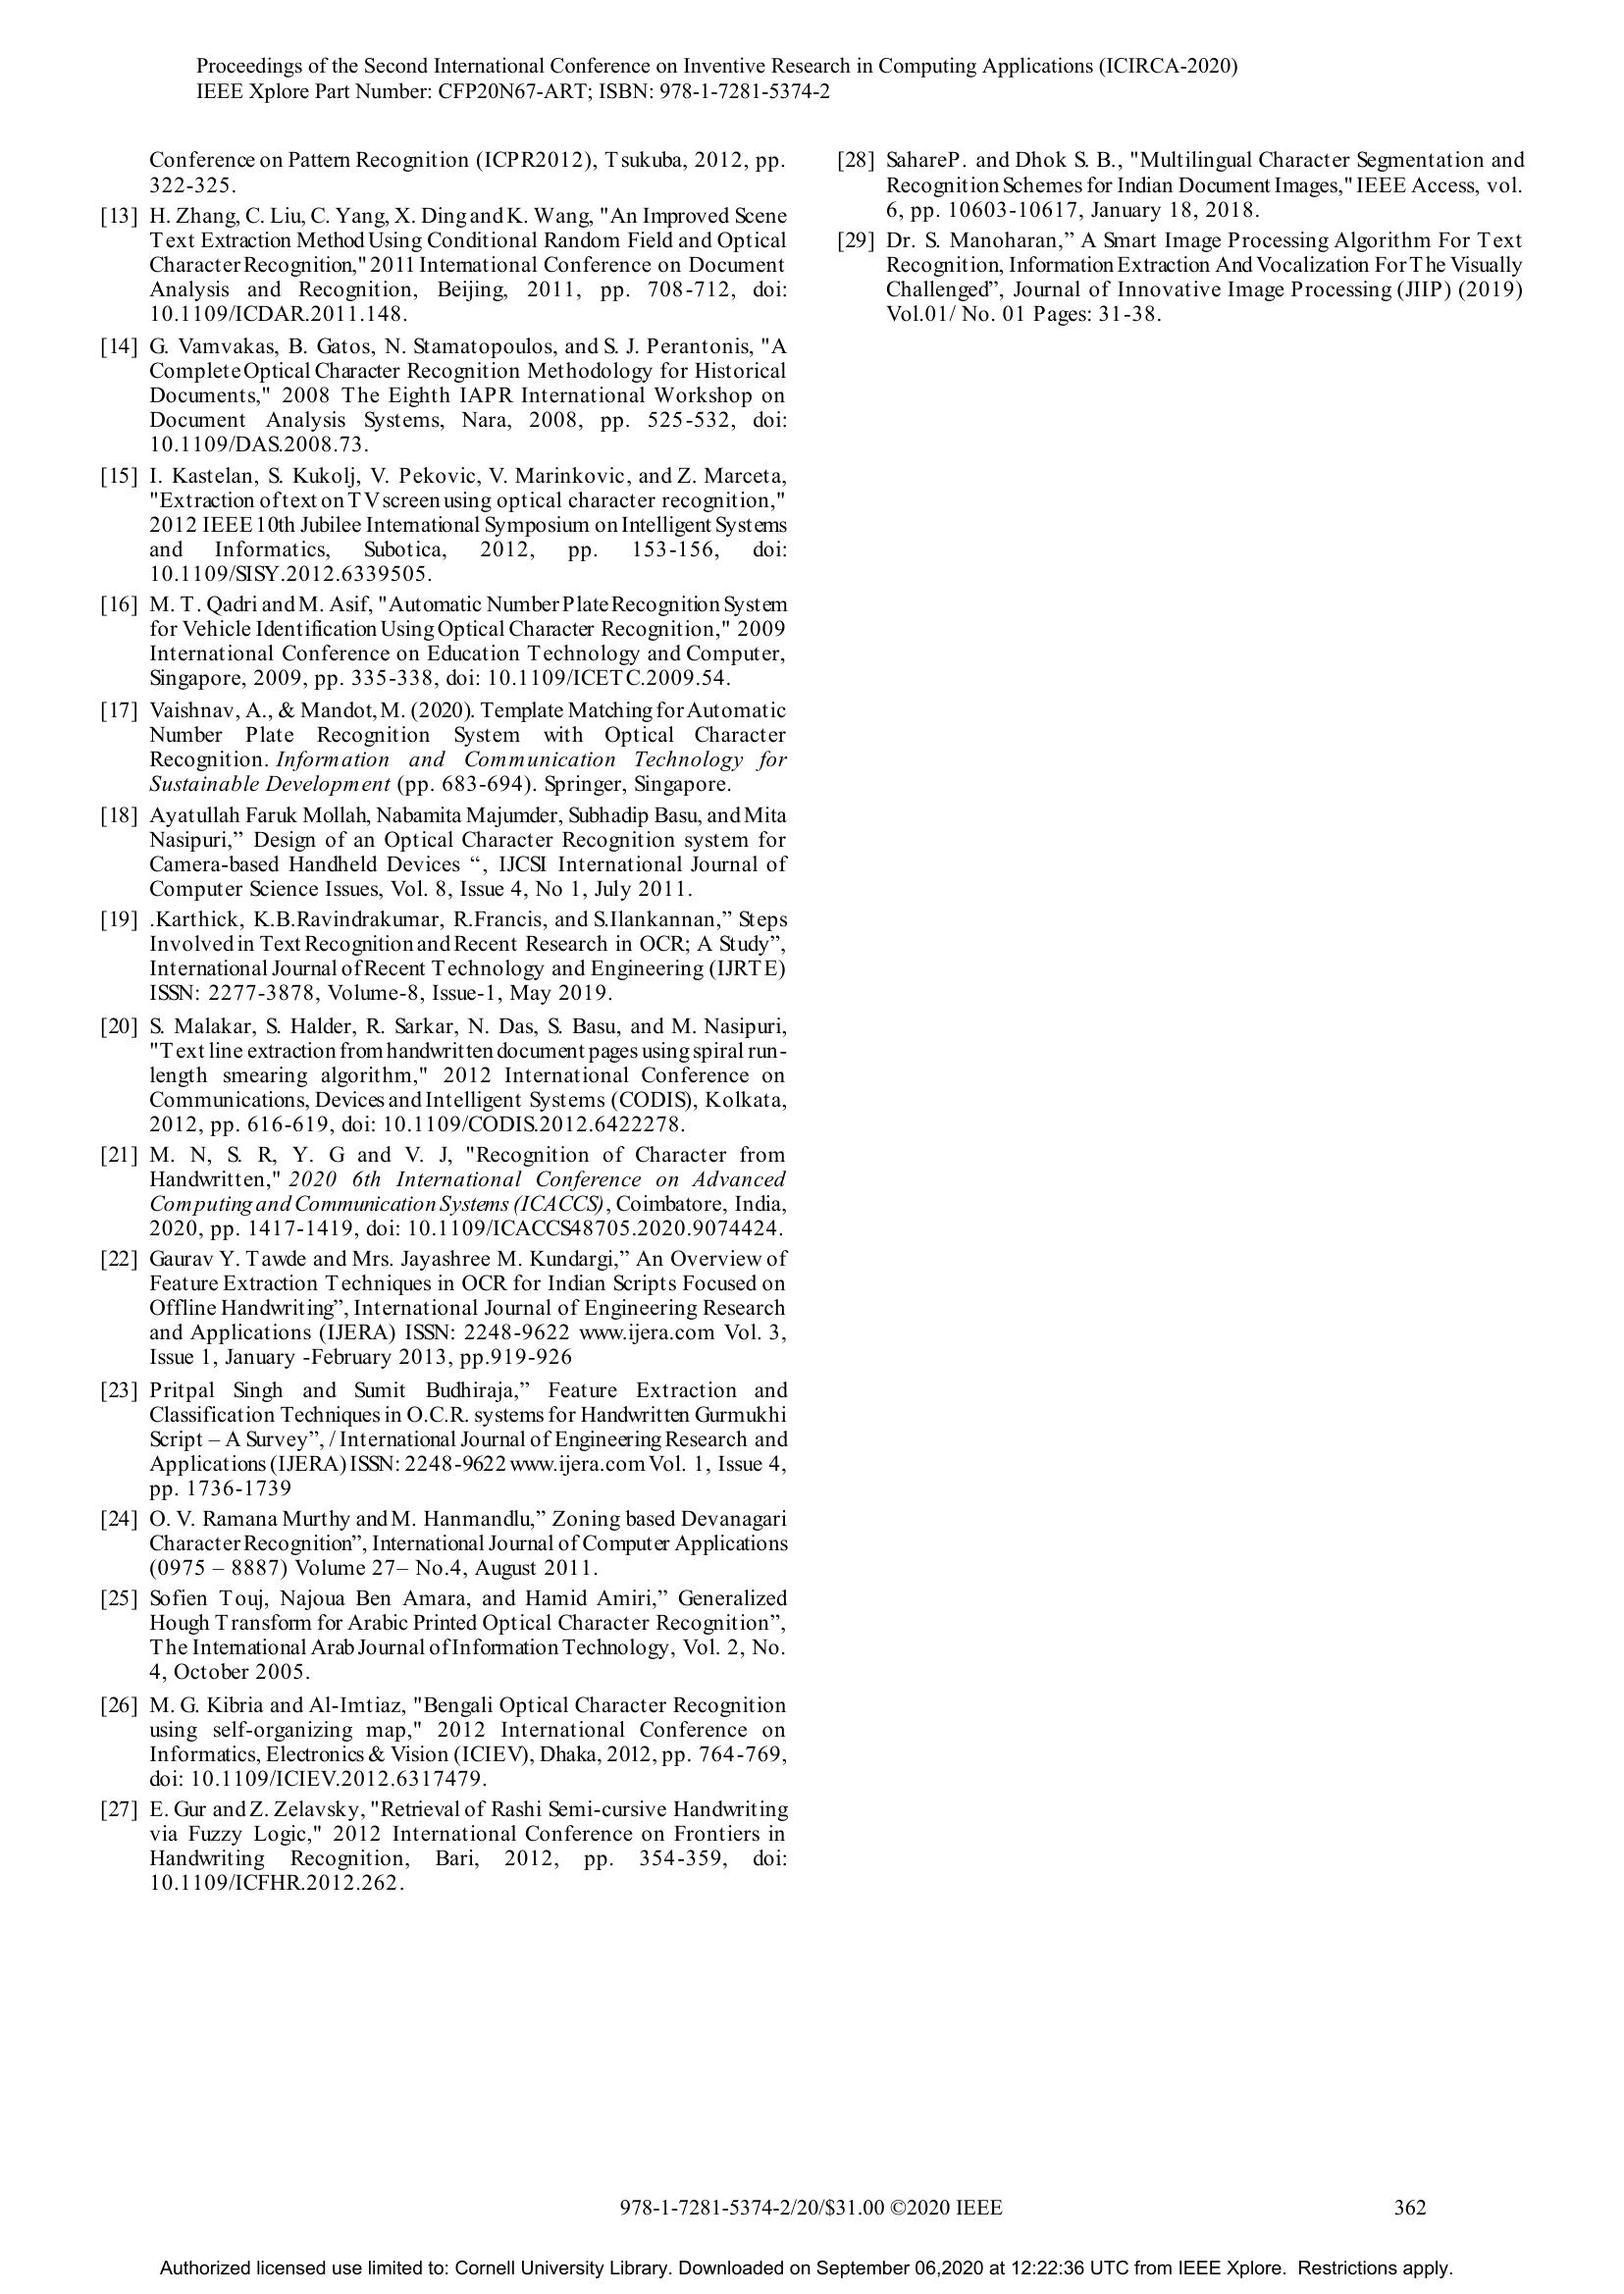 Proceedings of the Second International Conference on Inventive Research in Computing Applications (ICIRCA-2020)
IEEE Xplore Part Number: CFP20N67-ART; ISBN: 978-1-7281-5374-2
Conference on Pattern Recognition (ICPR2012), Tsukuba, 2012, pp.
322-325.
[13] H. Zhang, C. Liu, C. Yang, X. Ding and K. Wang, "An Improved Scene
Text Extraction Method Using Conditional Random Field and Optical
Character Recognition," 2011 International Conference on Document
Analysis and Recognition, Beijing, 2011, pp. 708-712, doi:
10.1109/ICDAR.2011.148.
[14] G. Vamvakas, B. Gatos, N. Stamatopoulos, and S. J. Perantonis, "A
Complete Optical Character Recognition Methodology for Historical
Documents," 2008 The Eighth IAPR International Workshop on
Document Analysis Systems, Nara, 2008, pp. 525-532, doi:
10.1109/DAS.2008.73.
[15] I. Kastelan, S. Kukolj, V. Pekovic, V. Marinkovic, and Z. Marceta,
"Extraction of text on TV screen using optical character recognition,"
2012 IEEE 10th Jubilee International Symposium on Intelligent Systems
and Informatics, Subotica, 2012, pp. 153-156, doi:
10.1109/SISY.2012.6339505.
[16] M. T. Qadri and M. Asif, "Automatic Number Plate Recognition System
for Vehicle Identification Using Optical Character Recognition," 2009
International Conference on Education Technology and Computer,
Singapore, 2009, pp. 335-338, doi: 10.1109/ICETC.2009.54.
[17] Vaishnav, A., & Mandot, M. (2020). Template Matching for Automatic
Number Plate Recognition System with Optical Character
Recognition. Information and Communication Technology for
Sustainable Development (pp. 683-694). Springer, Singapore.
[18] Ayatullah Faruk Mollah, Nabamita Majumder, Subhadip Basu, and Mita
Nasipuri,” Design of an Optical Character Recognition system for
Camera-based Handheld Devices “, IJCSI International Journal of
Computer Science Issues, Vol. 8, Issue 4, No 1, July 2011.
[19] .Karthick, K.B.Ravindrakumar, R.Francis, and S.Ilankannan,” Steps
Involved in Text Recognition and Recent Research in OCR; A Study”,
International Journal of Recent Technology and Engineering (IJRTE)
ISSN: 2277-3878, Volume-8, Issue-1, May 2019.
[20] S. Malakar, S. Halder, R. Sarkar, N. Das, S. Basu, and M. Nasipuri,
"Text line extraction from handwritten document pages using spiral run-
length smearing algorithm," 2012 International Conference on
Communications, Devices and Intelligent Systems (CODIS), Kolkata,
2012, pp. 616-619, doi: 10.1109/CODIS.2012.6422278.
[21] M. N, S. R, Y. G and V. J, "Recognition of Character from
Handwritten," 2020 6th International Conference on Advanced
Computing and Communication Systems (ICACCS), Coimbatore, India,
2020, pp. 1417-1419, doi: 10.1109/ICACCS48705.2020.9074424.
[22] Gaurav Y. Tawde and Mrs. Jayashree M. Kundargi,” An Overview of
Feature Extraction Techniques in OCR for Indian Scripts Focused on
Offline Handwriting”, International Journal of Engineering Research
and Applications (IJERA) ISSN: 2248-9622 www.ijera.com Vol. 3,
Issue 1, January -February 2013, pp.919-926
[23] Pritpal Singh and Sumit Budhiraja,” Feature Extraction and
Classification Techniques in O.C.R. systems for Handwritten Gurmukhi
Script – A Survey”, / International Journal of Engineering Research and
Applications (IJERA) ISSN: 2248-9622 www.ijera.com Vol. 1, Issue 4,
pp. 1736-1739
[24] O. V. Ramana Murthy and M. Hanmandlu,” Zoning based Devanagari
Character Recognition”, International Journal of Computer Applications
(0975 – 8887) Volume 27– No.4, August 2011.
[25] Sofien Touj, Najoua Ben Amara, and Hamid Amiri,” Generalized
Hough Transform for Arabic Printed Optical Character Recognition”,
The International Arab Journal of Information Technology, Vol. 2, No.
4, October 2005.
[26] M. G. Kibria and Al-Imtiaz, "Bengali Optical Character Recognition
using self-organizing map," 2012 International Conference on
Informatics, Electronics & Vision (ICIEV), Dhaka, 2012, pp. 764-769,
doi: 10.1109/ICIEV.2012.6317479.
[27] E. Gur and Z. Zelavsky, "Retrieval of Rashi Semi-cursive Handwriting
via Fuzzy Logic," 2012 International Conference on Frontiers in
Handwriting Recognition, Bari, 2012, pp. 354-359, doi:
10.1109/ICFHR.2012.262.
[28] SahareP. and Dhok S. B., "Multilingual Character Segmentation and
Recognition Schemes for Indian Document Images," IEEE Access, vol.
6, pp. 10603-10617, January 18, 2018.
[29] Dr. S. Manoharan,” A Smart Image Processing Algorithm For Text
Recognition, Information Extraction And Vocalization For The Visually
Challenged”, Journal of Innovative Image Processing (JIIP) (2019)
Vol.01/ No. 01 Pages: 31-38.
978-1-7281-5374-2/20/$31.00 ©2020 IEEE 362
Authorized licensed use limited to: Cornell University Library. Downloaded on September 06,2020 at 12:22:36 UTC from IEEE Xplore. Restrictions apply.